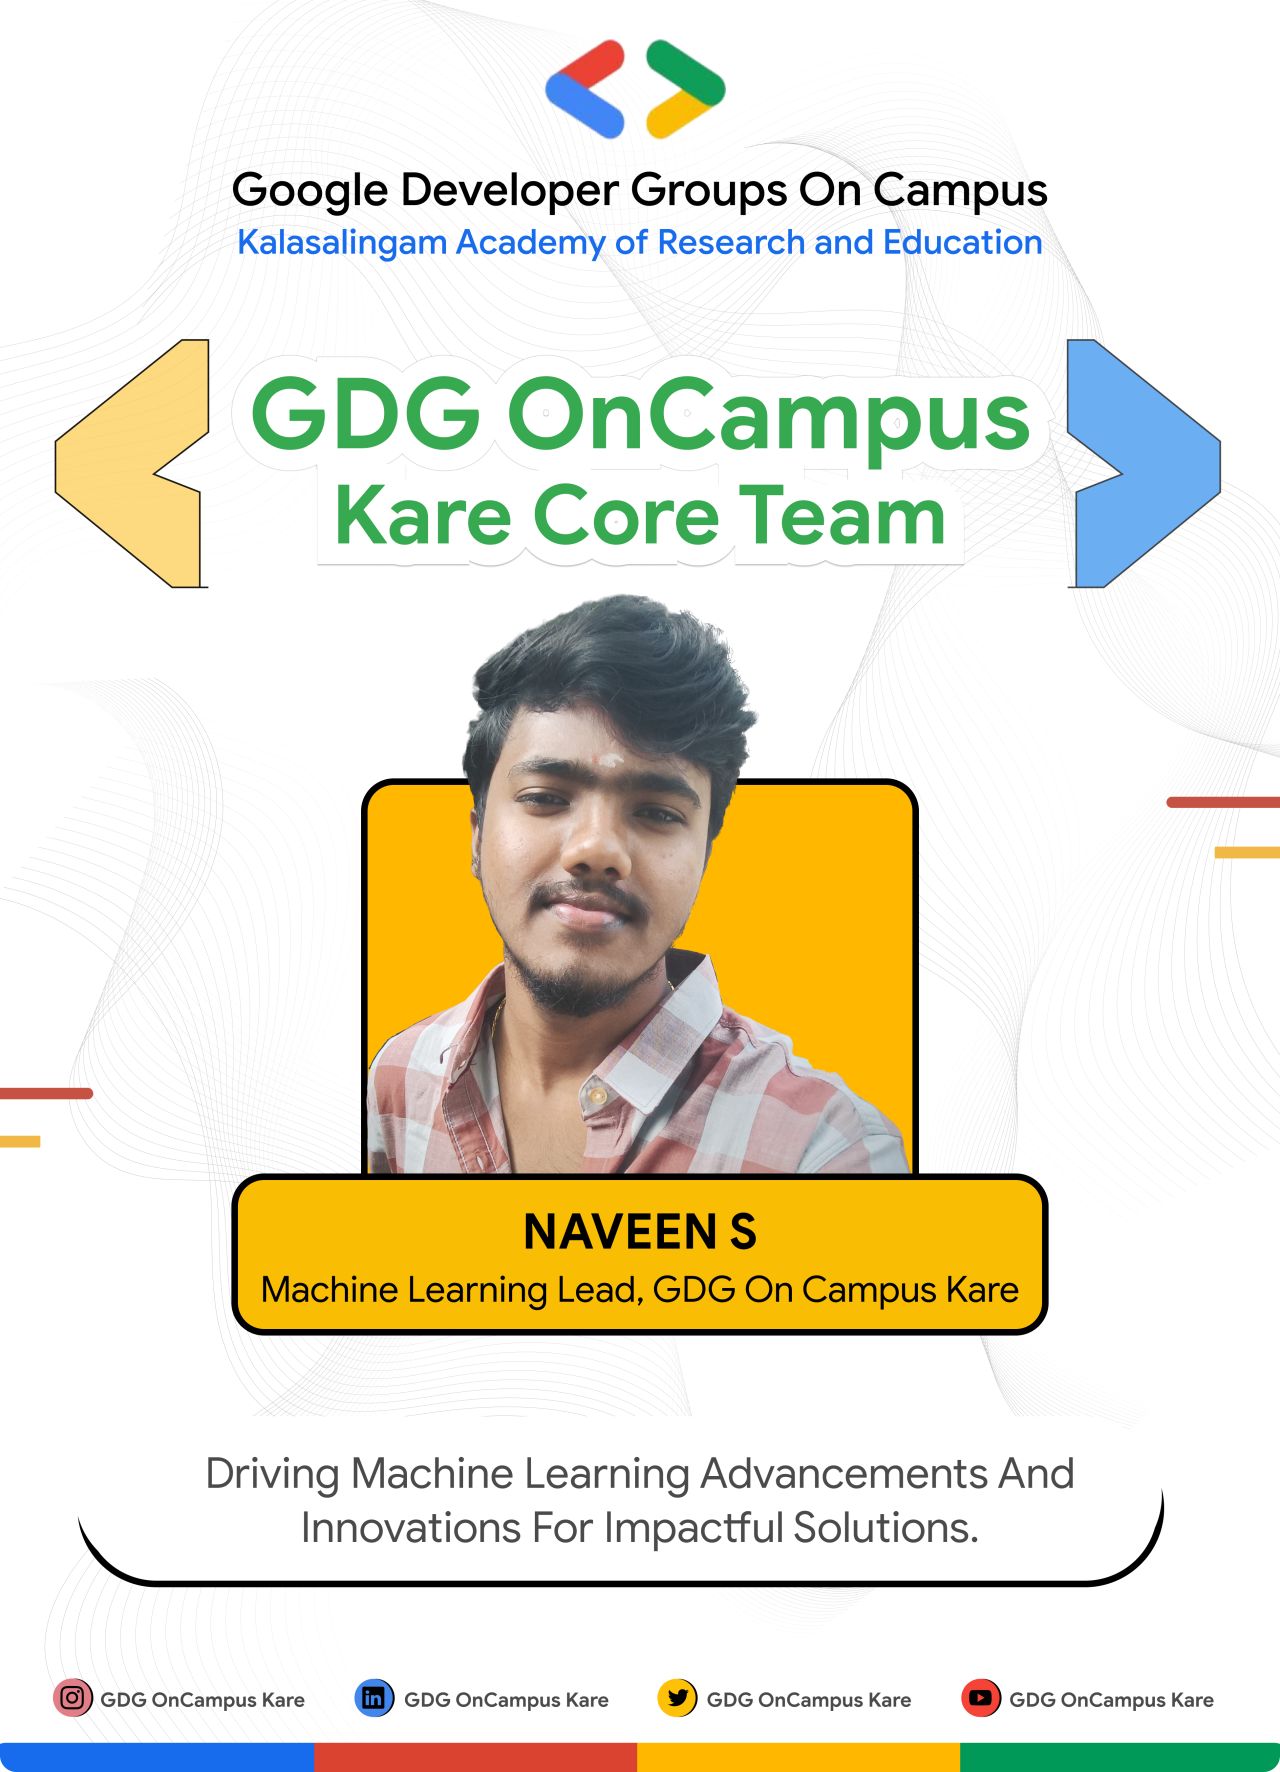 Google Developer Groups On Campus
Kalasalingam Academy of Research and Education
GDG OnCampus
Kare Core Team
NAVEEN S
Machine Learning Lead, GDG On Campus Kare
Driving Machine Learning Advancements And
Innovations For Impactful Solutions.
GDG OnCampus Kare GDG OnCampus Kare GDG OnCampus Kare GDG OnCampus Kare